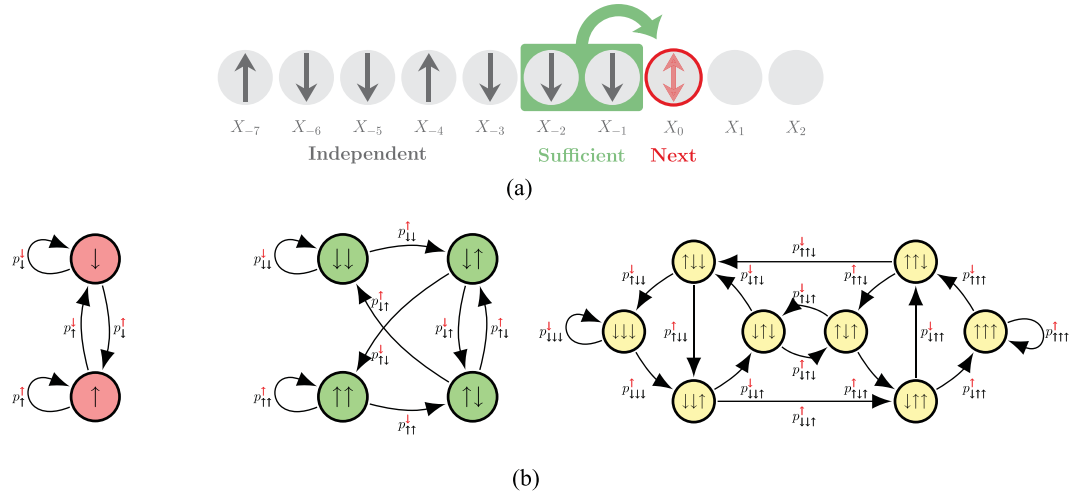 X₋₇ X₋₆ X₋₅ X₋₄ X₋₃ X₋₂ X₋₁ X₀ X₁ X₂
Independent Sufficient Next
(a)
p^↑_↓↓
p^↓_↑↑↓
↓ ↓↓ ↓↑ ↑↓↓ ↑↑↓
p^↓_↓ p^↓_↓↓ p^↓_↑↓↓ p^↓_↓↑↓ p^↑_↑↑↓ p^↓_↑↑↑
p^↑_↓↑ p^↓_↑↓↑
p^↓_↑ p^↑_↓ p^↓_↓↑ p^↑_↑↓ p^↓_↓↓↓ ↓↓↓ p^↑_↑↓↓ ↓↑↓ ↑↓↑ p^↓_↓↑↑ ↑↑↑ p^↑_↑↑↑
p^↓_↑↓ p^↑_↓↑↓
p^↑_↑ p^↑_↑↑ p^↑_↓↓↓ p^↓_↓↓↑ p^↑_↑↓↑ p^↑_↓↑↑
↑ ↑↑ ↑↓ ↓↓↑ ↓↑↑
p^↓_↑↑ p^↑_↓↓↑
(b)